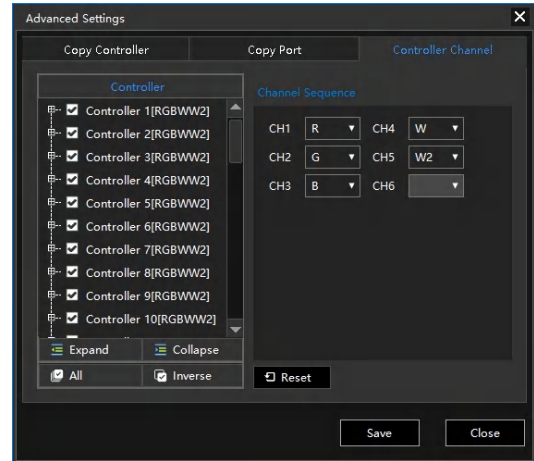 Advanced Settings
Copy Controller Copy Port Controller Channel
Controller
Controller 1[RGBWW2]
Controller 2[RGBWW2]
Controller 3[RGBWW2]
Controller 4[RGBWW2]
Controller 5[RGBWW2]
Controller 6[RGBWW2]
Controller 7[RGBWW2]
Controller 8[RGBWW2]
Controller 9[RGBWW2]
Controller 10[RGBWW2]
Expand Collapse
All Inverse
Channel Sequence
CH1 R CH4 W
CH2 G CH5 W2
CH3 B CH6
Reset
Save Close